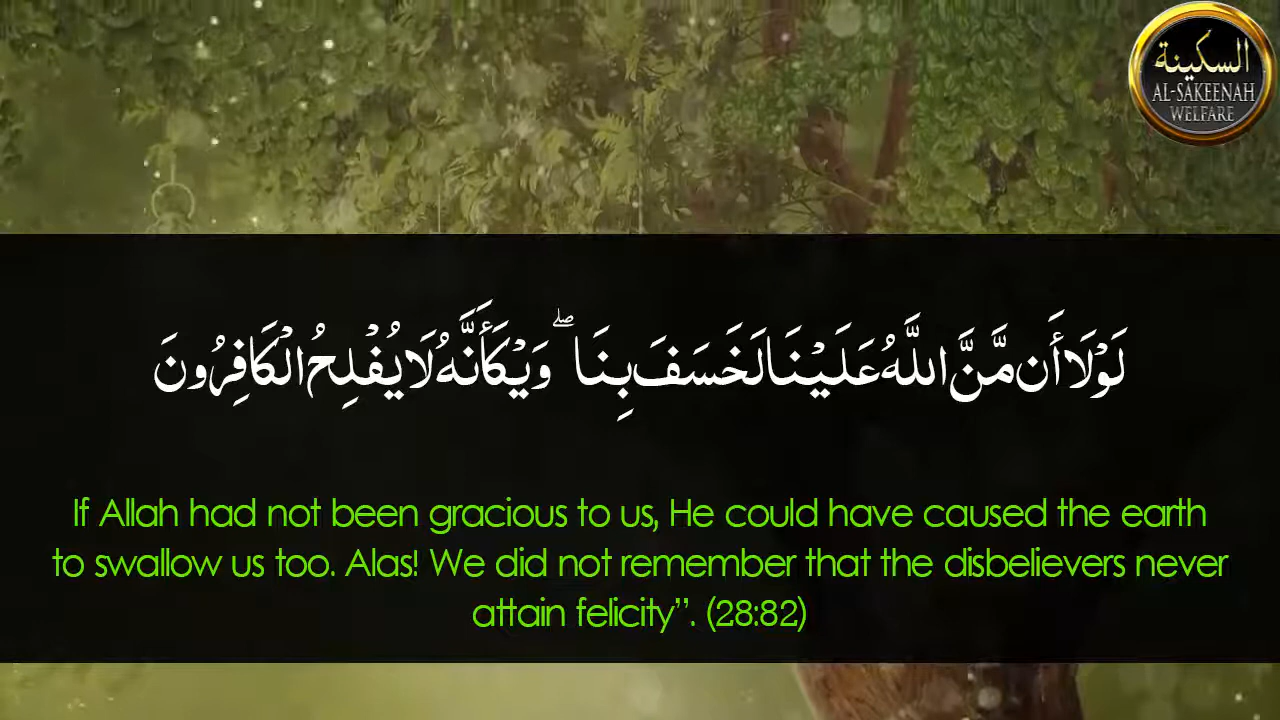 السكينة
AL-SAKEENAH
WELFARE
لَوْلَا أَن مَّنَّ اللَّهُ عَلَيْنَا لَخَسَفَ بِنَا ۖ وَيْكَأَنَّهُ لَا يُفْلِحُ الْكَافِرُونَ
If Allah had not been gracious to us, He could have caused the earth
to swallow us too. Alas! We did not remember that the disbelievers never
attain felicity”. (28:82)